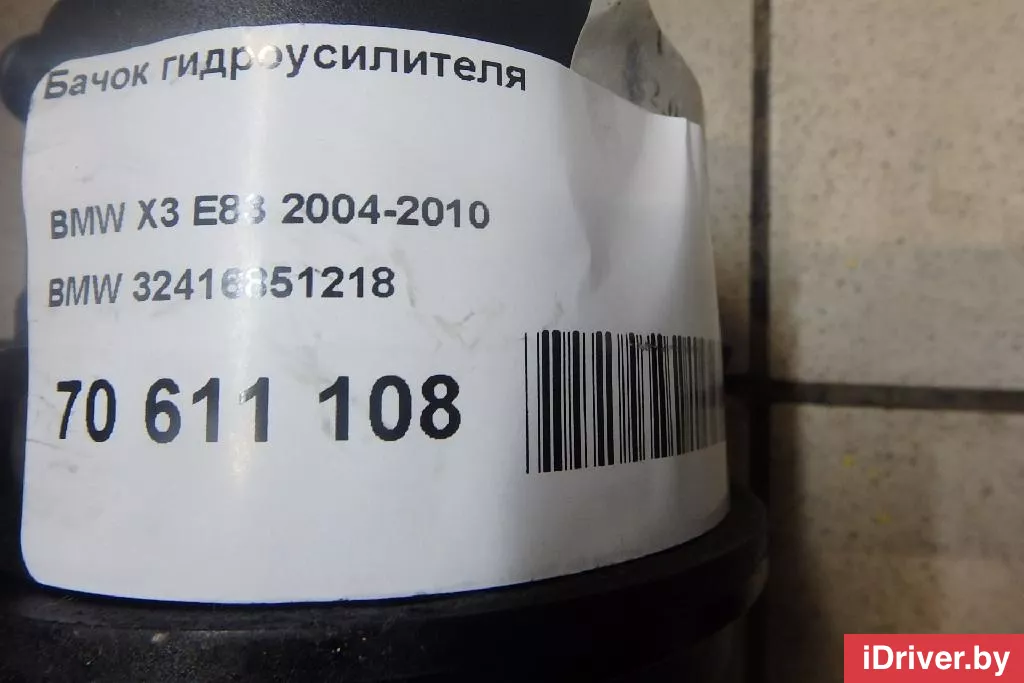 Бачок гидроусилителя
BMW X3 E83 2004-2010
BMW 32416851218
70 611 108
iDriver.by